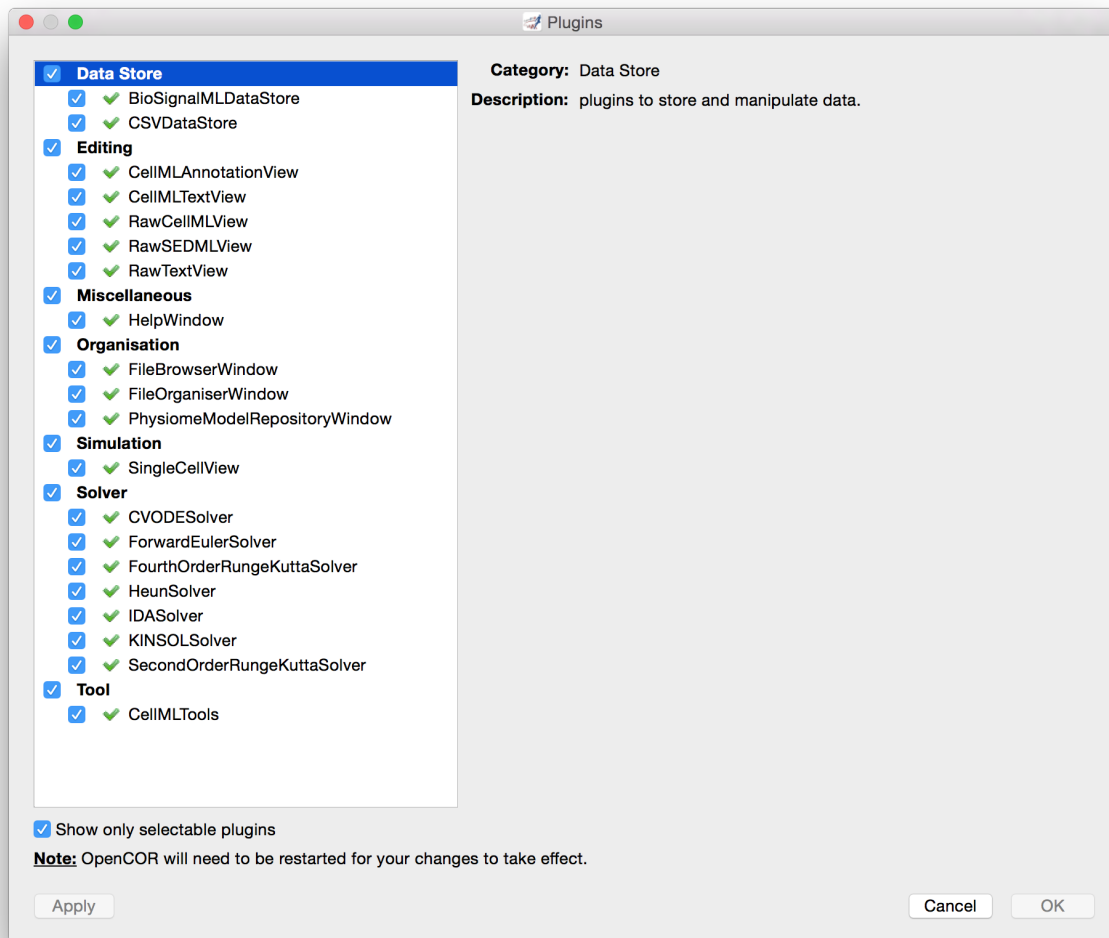 Plugins
Data Store
BioSignalMLDataStore
CSVDataStore
Editing
CellMLAnnotationView
CellMLTextView
RawCellMLView
RawSEDMLView
RawTextView
Miscellaneous
HelpWindow
Organisation
FileBrowserWindow
FileOrganiserWindow
PhysiomeModelRepositoryWindow
Simulation
SingleCellView
Solver
CVODESolver
ForwardEulerSolver
FourthOrderRungeKuttaSolver
HeunSolver
IDASolver
KINSOLSolver
SecondOrderRungeKuttaSolver
Tool
CellMLTools
Category: Data Store
Description: plugins to store and manipulate data.
Show only selectable plugins
Note: OpenCOR will need to be restarted for your changes to take effect.
Apply Cancel OK